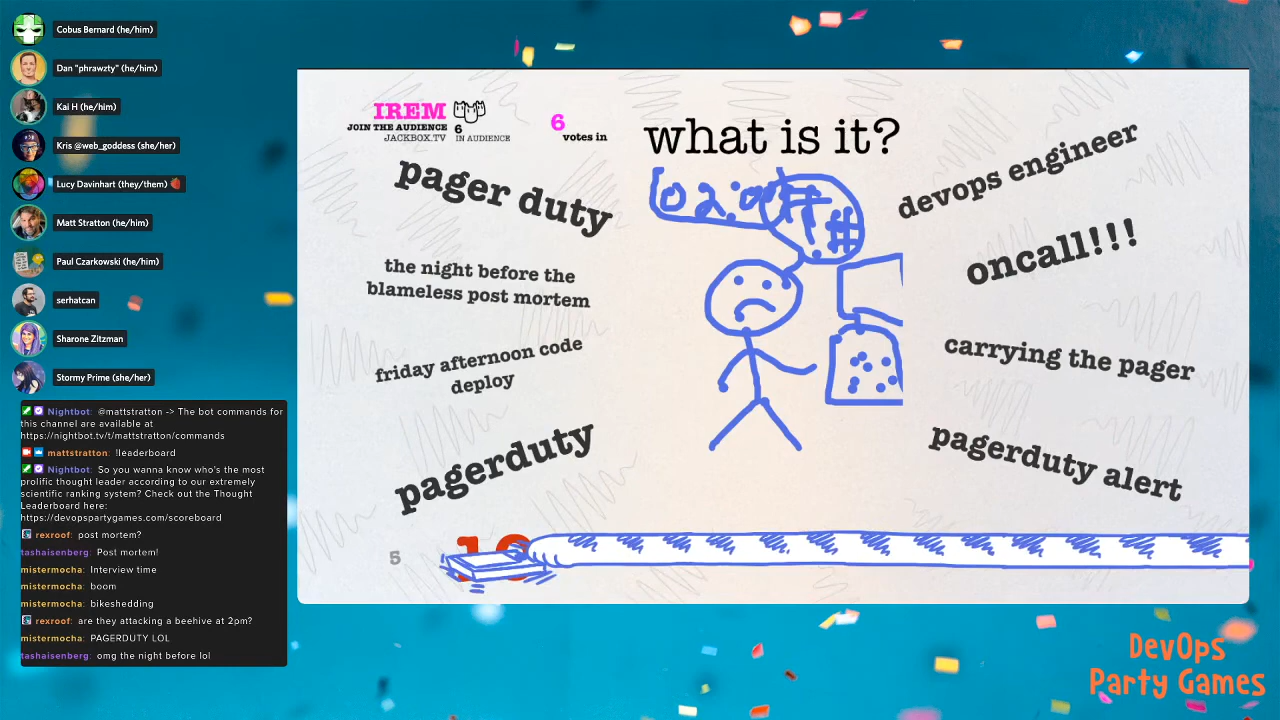 Cobus Bernard (he/him)
Dan "phrawzty" (he/him)
Kai H (he/him)
Kris @web_goddess (she/her)
Lucy Davinhart (they/them) 🍓
Matt Stratton (he/him)
Paul Czarkowski (he/him)
serhatcan
Sharone Zitzman
Stormy Prime (she/her)
Nightbot: @mattstratton -> The bot commands for
this channel are available at
https://nightbot.tv/t/mattstratton/commands
mattstratton: !leaderboard
Nightbot: So you wanna know who's the most
prolific thought leader according to our extremely
scientific ranking system? Check out the Thought
Leaderboard here:
https://devopspartygames.com/scoreboard
rexroof: post mortem?
tashaisenberg: Post mortem!
mistermocha: Interview time
mistermocha: boom
mistermocha: bikeshedding
rexroof: are they attacking a beehive at 2pm?
mistermocha: PAGERDUTY LOL
tashaisenberg: omg the night before lol
IREM
JOIN THE AUDIENCE
JACKBOX.TV
6
IN AUDIENCE
6
votes in
what is it?
pager duty
the night before the
blameless post mortem
friday afternoon code
deploy
pagerduty
devops engineer
oncall!!!
carrying the pager
pagerduty alert
5
DevOps
Party Games